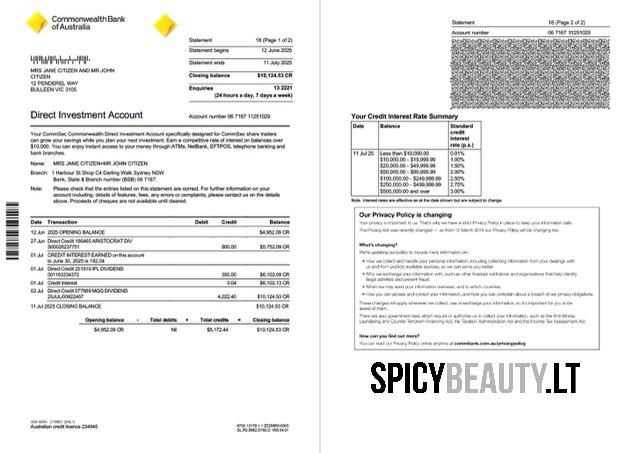 CommonwealthBank
of Australia
Statement 18 (Page 1 of 2)
Statement begins 12 June 2025
Statement ends 11 July 2025
Closing balance $10,124.53 CR
Enquiries 13 2221
(24 hours a day, 7 days a week)
MRS JANE CITIZEN AND MR JOHN
CITIZEN
12 PENDEREL WAY
BULLEEN VIC 3105
Direct Investment Account
Account number 06 7167 11251029
Your CommSec Commonwealth Direct Investment Account specifically designed for CommSec share traders
can grow your savings while you plan your next investment. Earn a competitive rate of interest on balances over
$10,000. You can enjoy instant access to your money through ATMs, NetBank, EFTPOS, telephone banking and
bank branches.
Name: MRS JANE CITIZEN+MR JOHN CITIZEN
Branch: 1 Harbour St Shop C4 Darling Walk Sydney NSW
Bank, State & Branch number (BSB) 06 7167.
Note: Please check that the entries listed on this statement are correct. For further information on your
account including; details of features, fees, any errors or complaints, please contact us on the details
above. Proceeds of cheques are not available until cleared.
Date Transaction Debit Credit Balance
12 Jun 2025 OPENING BALANCE $4,952.09 CR
27 Jun Direct Credit 186465 ARISTOCRAT DIV
S00026237751 800.00 $5,752.09 CR
01 Jul CREDIT INTEREST EARNED on this account
to June 30, 2025 is $192.04
01 Jul Direct Credit 251919 IPL DIVIDEND
001160334372 350.00 $6,102.09 CR
01 Jul Credit Interest 0.04 $6,102.13 CR
02 Jul Direct Credit 077669 MQG DIVIDEND
25JUL/00822457 4,022.40 $10,124.53 CR
11 Jul 2025 CLOSING BALANCE $10,124.53 CR
Opening balance - Total debits + Total credits = Closing balance
$4,952.09 CR Nil $5,172.44 $10,124.53 CR
Australian credit licence 234945
Statement 18 (Page 2 of 2)
Account number 06 7167 11251029
Your Credit Interest Rate Summary
Date Balance Standard
credit
interest
rate (p.a.)
11 Jul 25 Less than $10,000.00 0.01%
$10,000.00 - $19,999.99 1.00%
$20,000.00 - $49,999.99 1.50%
$50,000.00 - $99,999.99 2.00%
$100,000.00 - $249,999.99 2.50%
$250,000.00 - $499,999.99 2.75%
$500,000.00 and over 3.00%
Note. Interest rates are effective as at the date shown but are subject to change.
Our Privacy Policy is changing
Your privacy is important to us. That's why we have a strict Privacy Policy in place to keep your information safe.
The Privacy Act was recently changed — so from 12 March 2014 our Privacy Policy will be changing too.
What's changing?
We're updating our policy to include more information on:
• How we collect and handle your personal information, including collecting information from your dealings with
us and from publicly available sources, so we can serve you better
• Who we exchange your information with, such as other financial institutions and organisations that help identify
illegal activities and prevent fraud.
• When we may send your information overseas, and to which countries
• How you can access and correct your information, and how you can complain about a breach of our privacy obligations.
These changes will apply wherever we collect, use or exchange your information, so it's important for you to be
aware of them.
There are also government laws which require or authorise us to collect your information, such as the Anti-Money
Laundering and Counter-Terrorism Financing Act, the Taxation Administration Act and the Income Tax Assessment Act.
How can you find out more?
You can read our Privacy Policy online anytime at commbank.com.au/privacypolicy
SPICYBEAUTY.LT